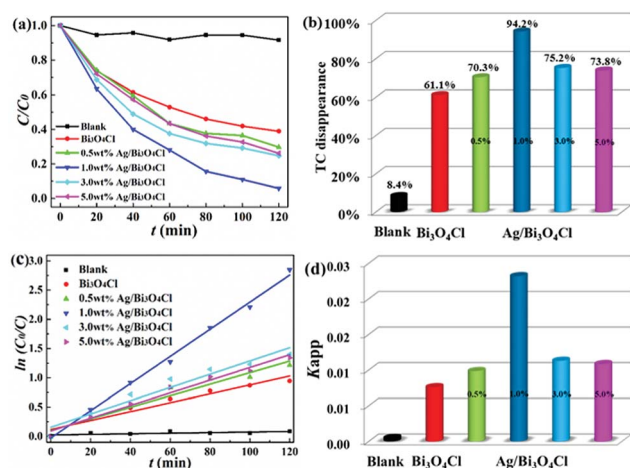 (a)
C/C₀
1.0
0.8
0.6
0.4
0.2
0.0
Blank
Bi₃O₄Cl
0.5wt% Ag/Bi₃O₄Cl
1.0wt% Ag/Bi₃O₄Cl
3.0wt% Ag/Bi₃O₄Cl
5.0wt% Ag/Bi₃O₄Cl
0 20 40 60 80 100 120
t (min)
(b)
TC disappearance
100%
80%
60%
40%
20%
0%
8.4%
61.1%
70.3%
94.2%
75.2%
73.8%
0.5%
1.0%
3.0%
5.0%
Blank Bi₃O₄Cl Ag/Bi₃O₄Cl
(c)
ln (C₀/C)
3.0
2.5
2.0
1.5
1.0
0.5
0.0
Blank
Bi₃O₄Cl
0.5wt% Ag/Bi₃O₄Cl
1.0wt% Ag/Bi₃O₄Cl
3.0wt% Ag/Bi₃O₄Cl
5.0wt% Ag/Bi₃O₄Cl
0 20 40 60 80 100 120
t (min)
(d)
Kapp
0.03
0.02
0.02
0.01
0.01
0.00
0.5%
1.0%
3.0%
5.0%
Blank Bi₃O₄Cl Ag/Bi₃O₄Cl